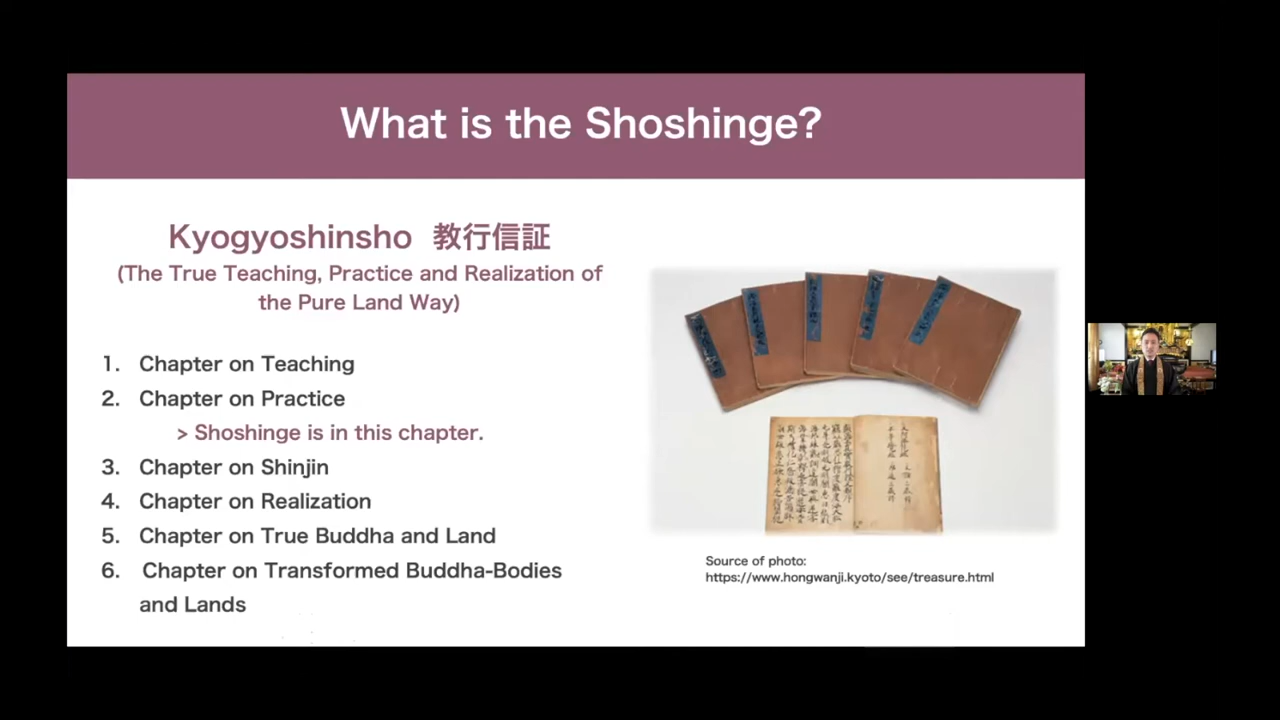 What is the Shoshinge?
Kyogyoshinsho 教行信証
(The True Teaching, Practice and Realization of
the Pure Land Way)
1. Chapter on Teaching
2. Chapter on Practice
> Shoshinge is in this chapter.
3. Chapter on Shinjin
4. Chapter on Realization
5. Chapter on True Buddha and Land
6. Chapter on Transformed Buddha-Bodies
and Lands
Source of photo:
https://www.hongwanji.kyoto/see/treasure.html